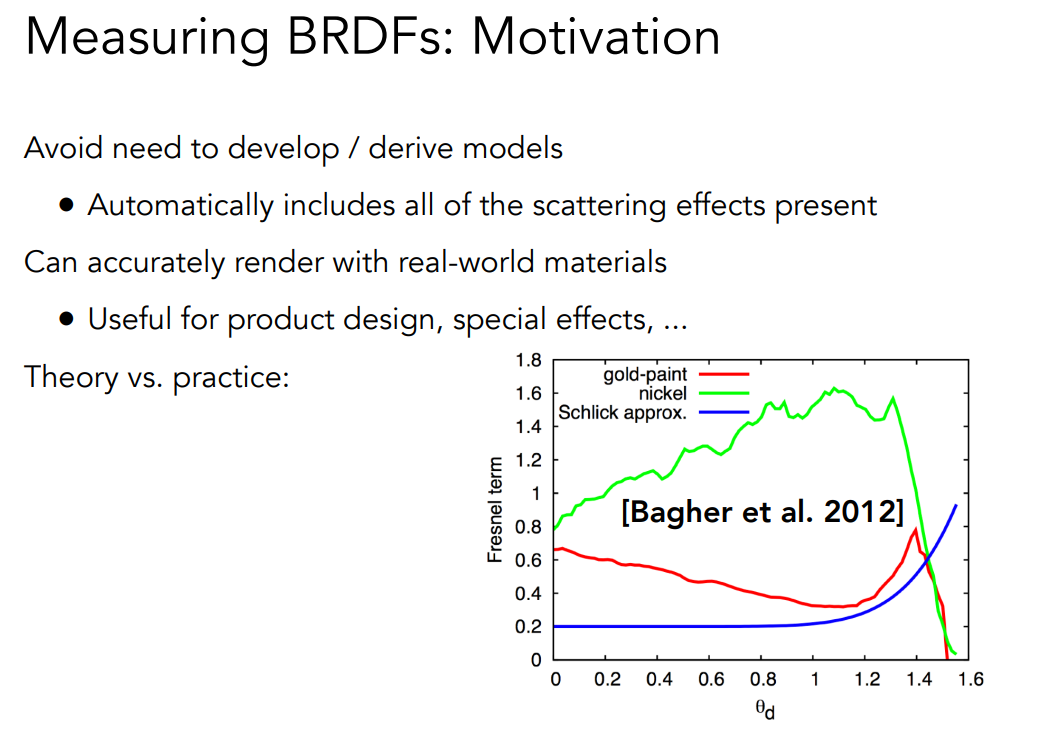 Measuring BRDFs: Motivation
Avoid need to develop / derive models
• Automatically includes all of the scattering effects present
Can accurately render with real-world materials
• Useful for product design, special effects, ...
Theory vs. practice:
1.8
1.6
1.4
1.2
1
0.8
0.6
0.4
0.2
0
Fresnel term
gold-paint
nickel
Schlick approx.
[Bagher et al. 2012]
0 0.2 0.4 0.6 0.8 1 1.2 1.4 1.6
θd